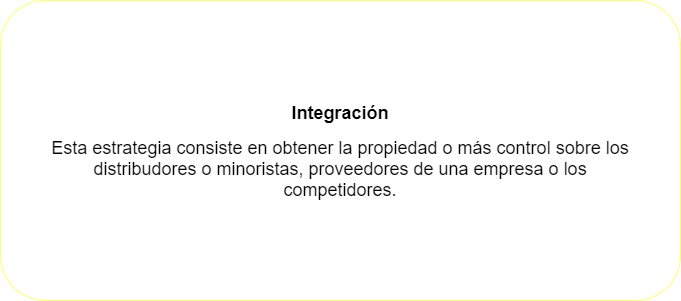 Integración
Esta estrategia consiste en obtener la propiedad o más control sobre los
distribudores o minoristas, proveedores de una empresa o los
competidores.